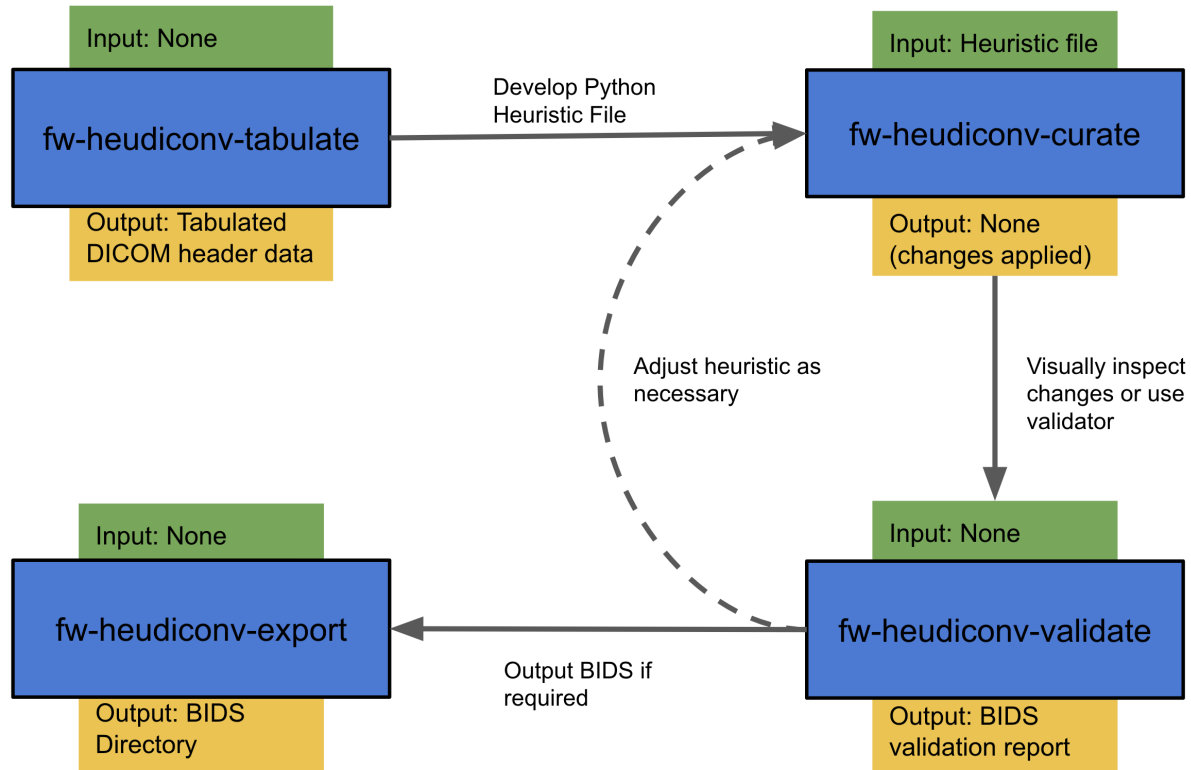 Input: None
fw-heudiconv-tabulate
Output: Tabulated
DICOM header data
Develop Python
Heuristic File
Input: Heuristic file
fw-heudiconv-curate
Output: None
(changes applied)
Adjust heuristic as
necessary
Visually inspect
changes or use
validator
Input: None
fw-heudiconv-export
Output: BIDS
Directory
Output BIDS if
required
Input: None
fw-heudiconv-validate
Output: BIDS
validation report